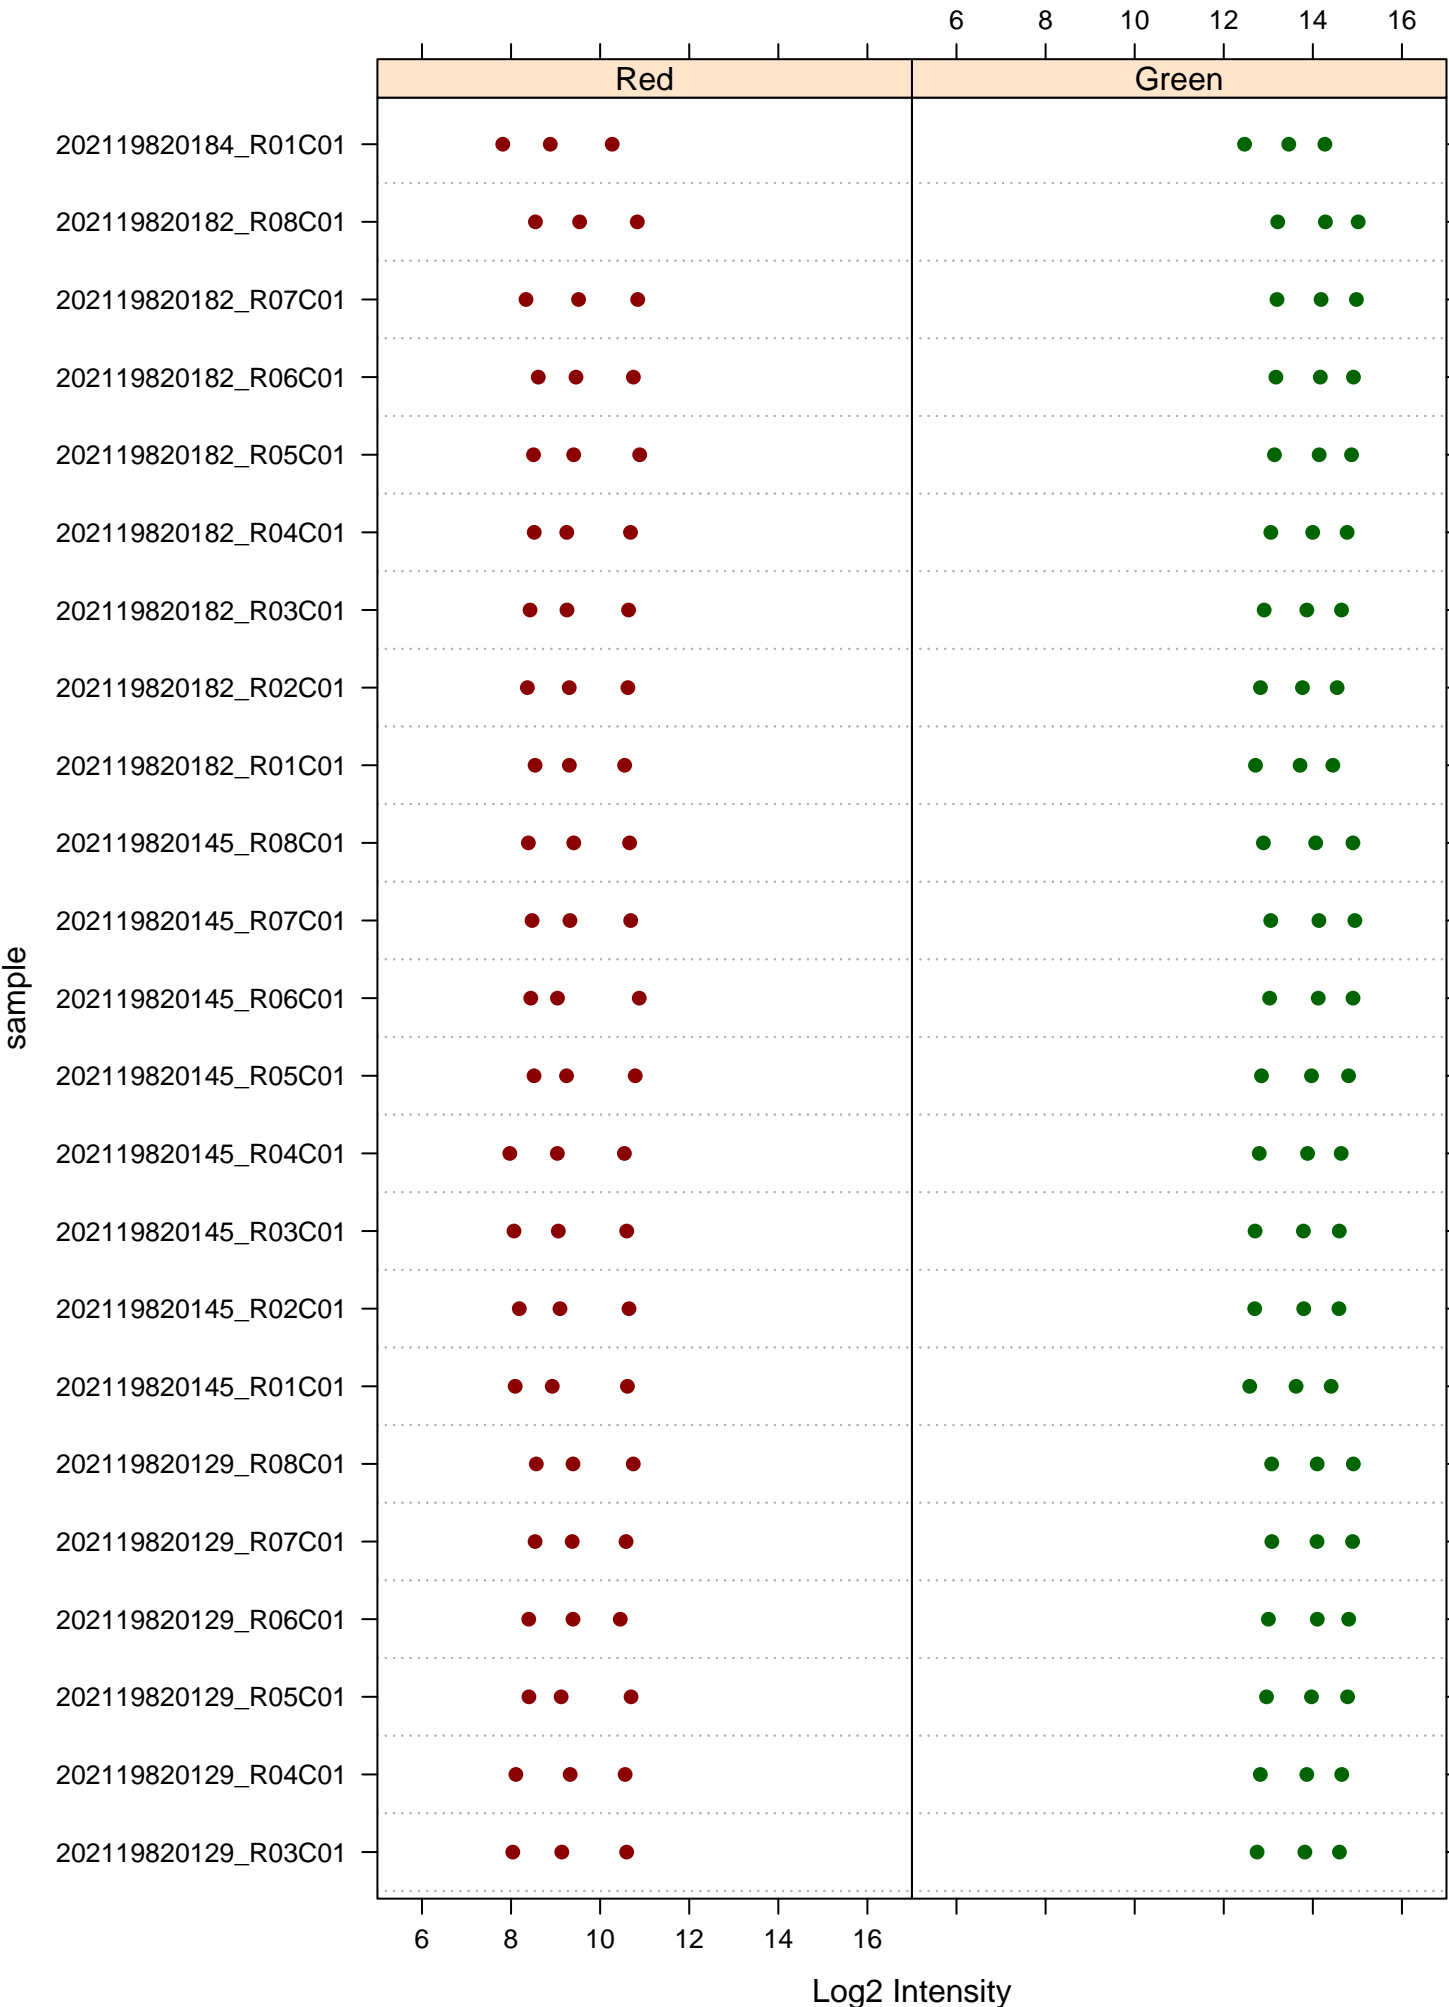 6 8 10 12 14 16
Red Green
202119820184_R01C01
202119820182_R08C01
202119820182_R07C01
202119820182_R06C01
202119820182_R05C01
202119820182_R04C01
202119820182_R03C01
202119820182_R02C01
202119820182_R01C01
202119820145_R08C01
202119820145_R07C01
202119820145_R06C01
202119820145_R05C01
202119820145_R04C01
202119820145_R03C01
202119820145_R02C01
202119820145_R01C01
202119820129_R08C01
202119820129_R07C01
202119820129_R06C01
202119820129_R05C01
202119820129_R04C01
202119820129_R03C01
sample
6 8 10 12 14 16
Log2 Intensity